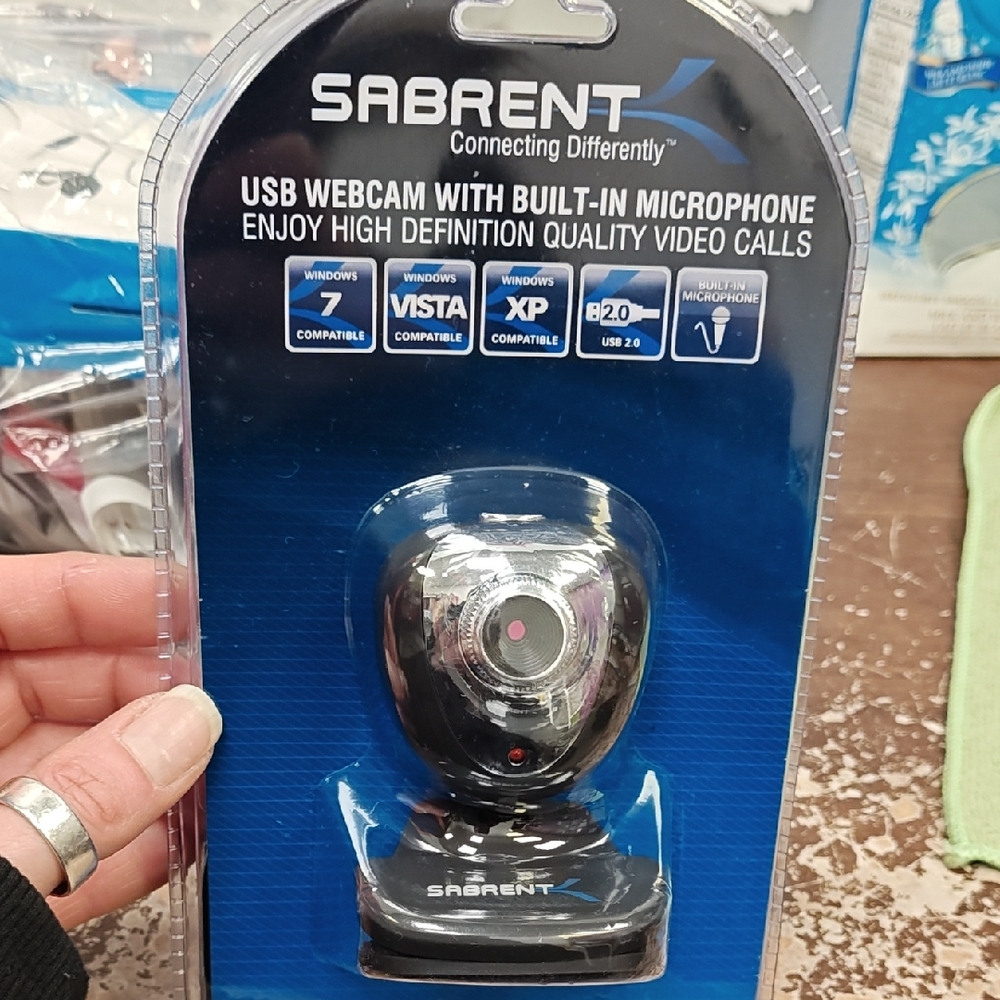 SABRENT
Connecting Differently™
USB WEBCAM WITH BUILT-IN MICROPHONE
ENJOY HIGH DEFINITION QUALITY VIDEO CALLS
WINDOWS
7
COMPATIBLE
WINDOWS
VISTA
COMPATIBLE
WINDOWS
XP
COMPATIBLE
2.0
USB 2.0
BUILT-IN
MICROPHONE
SABRENT